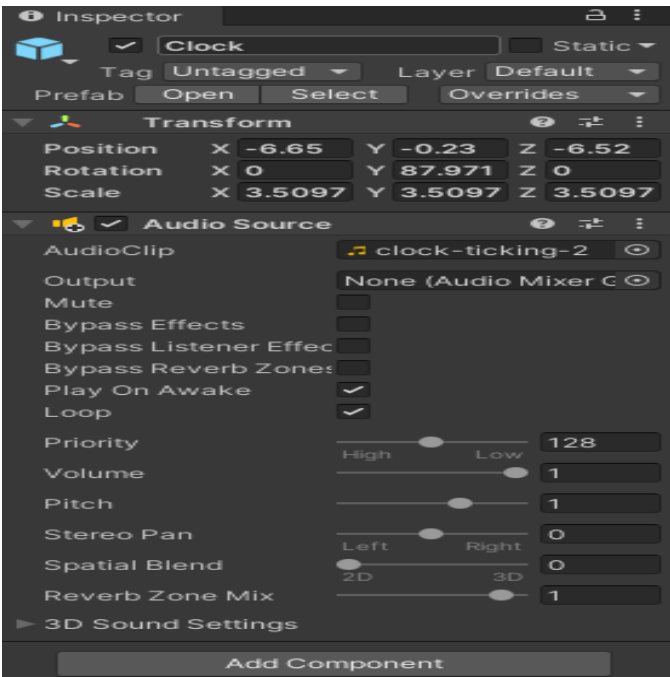 Inspector
Clock Static
Tag Untagged Layer Default
Prefab Open Select Overrides
Transform
Position X -6.65 Y -0.23 Z -6.52
Rotation X 0 Y 87.971 Z 0
Scale X 3.5097 Y 3.5097 Z 3.5097
Audio Source
AudioClip clock-ticking-2
Output None (Audio Mixer G
Mute
Bypass Effects
Bypass Listener Effec
Bypass Reverb Zones
Play On Awake
Loop
Priority 128
High Low
Volume 1
Pitch 1
Stereo Pan 0
Left Right
Spatial Blend 0
2D 3D
Reverb Zone Mix 1
3D Sound Settings
Add Component